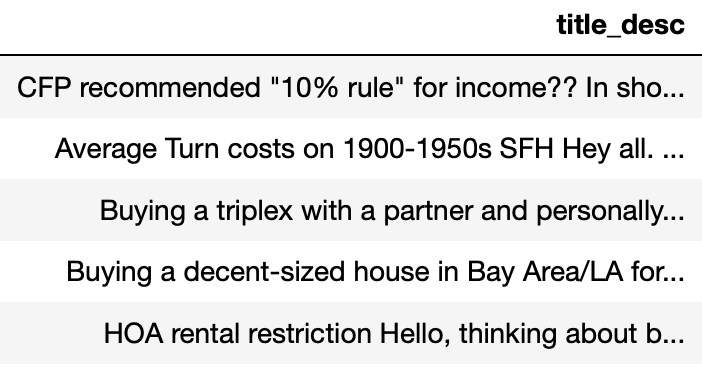 title_desc
CFP recommended "10% rule" for income?? In sho...
Average Turn costs on 1900-1950s SFH Hey all. ...
Buying a triplex with a partner and personally...
Buying a decent-sized house in Bay Area/LA for...
HOA rental restriction Hello, thinking about b...